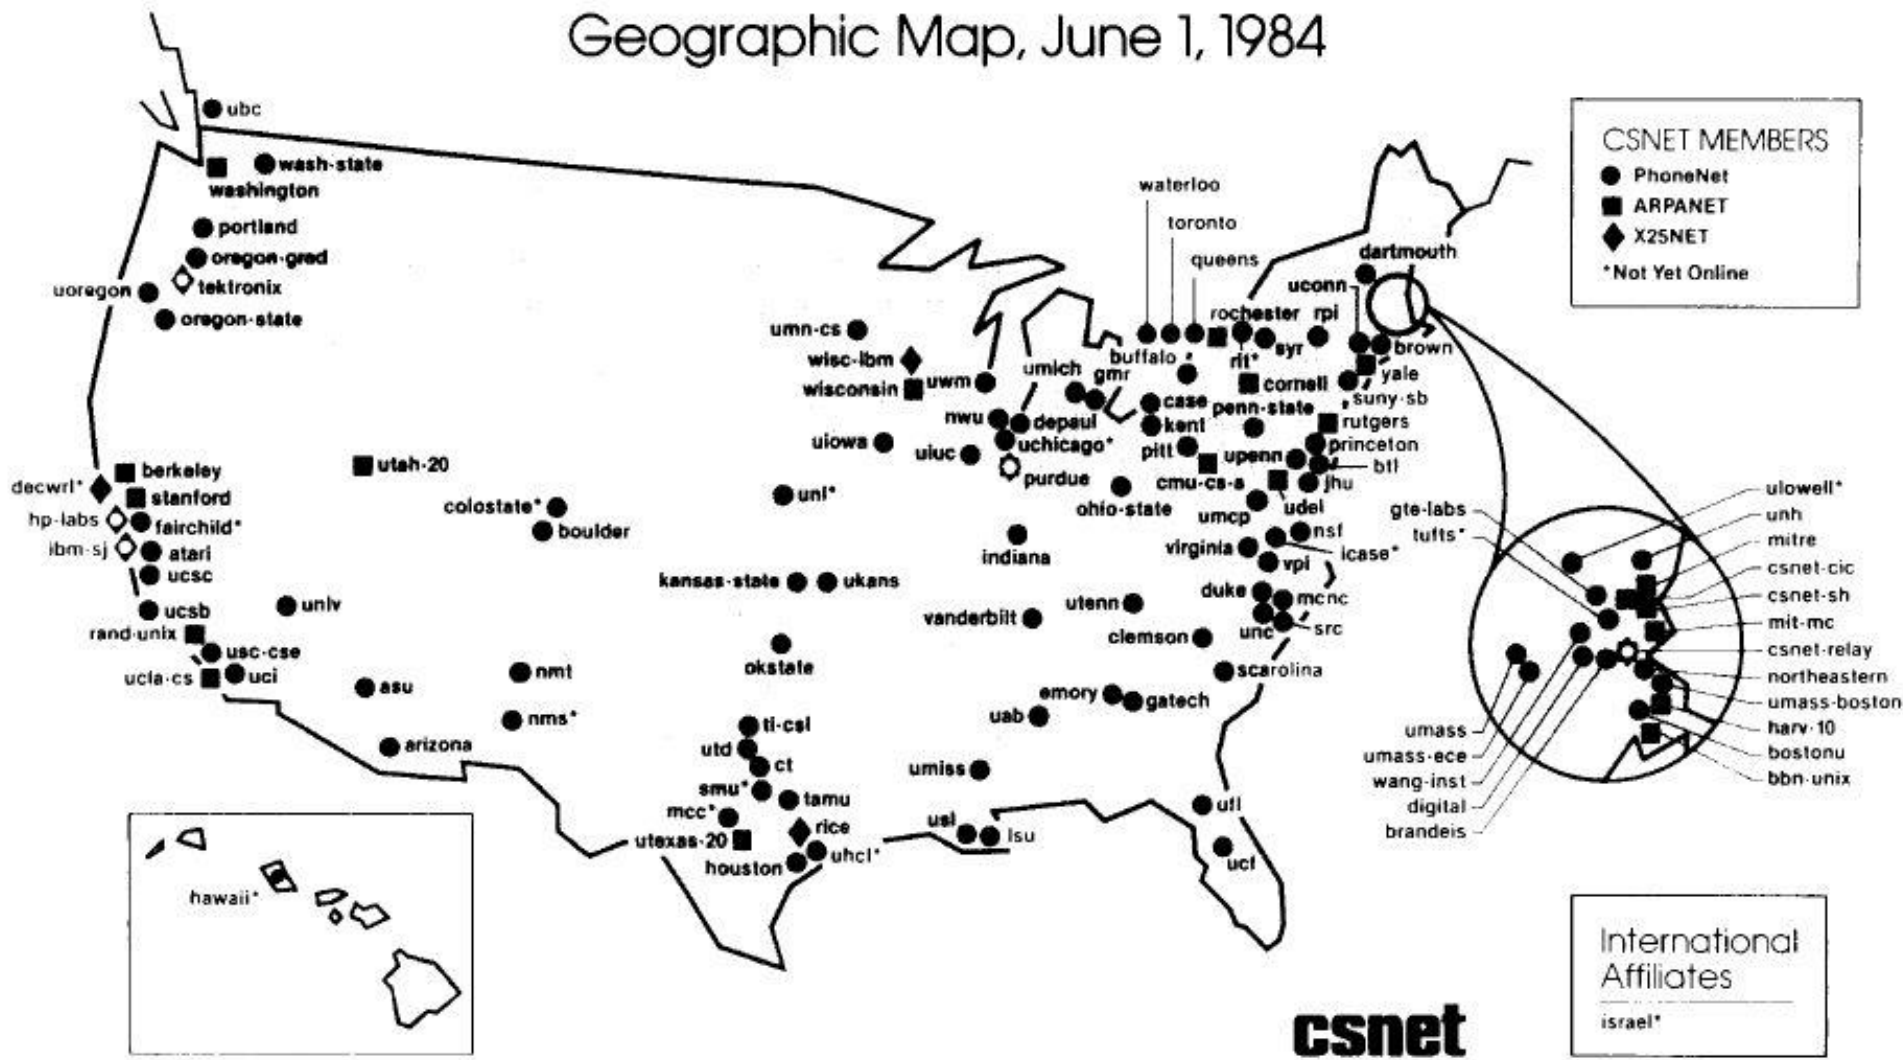 Geographic Map, June 1, 1984
CSNET MEMBERS
PhoneNet
ARPANET
X25NET
*Not Yet Online
ubc
wash-state
washington
portland
oregon-grad
tektronix
uoregon
oregon-state
waterloo
toronto
queens
dartmouth
uconn
rochester
rpi
umn-cs
wisc-ibm
wisconsin
uwm
umich
gmr
buffalo
rit*
syr
brown
cornell
yale
suny-sb
nwu
depaul
case
penn-state
rutgers
uiowa
uchicago*
kent
princeton
uiuc
pitt
upenn
btl
purdue
cmu-cs-a
jhu
berkeley
utah-20
decwrl*
stanford
colostate*
unl*
ohio-state
udel
umcp
hp-labs
fairchild*
boulder
nsf
ibm-sj
atari
indiana
virginia
icase*
vpi
ucsc
kansas-state
ukans
duke
mcnc
ucsb
unlv
vanderbilt
utenn
unc
src
rand-unix
usc-cse
okstate
clemson
ucla-cs
uci
asu
nmt
scarolina
emory
gatech
nms*
uab
ti-csl
arizona
utd
ct
umiss
smu*
tamu
mcc*
ufl
utexas-20
rice
usl
lsu
houston
uhcl*
ucf
gte-labs
tufts*
ulowell*
unh
mitre
csnet-cic
csnet-sh
mit-mc
csnet-relay
northeastern
umass-boston
harv-10
bostonu
bbn-unix
umass
umass-ece
wang-inst
digital
brandeis
hawaii*
International
Affiliates
israel*
csnet